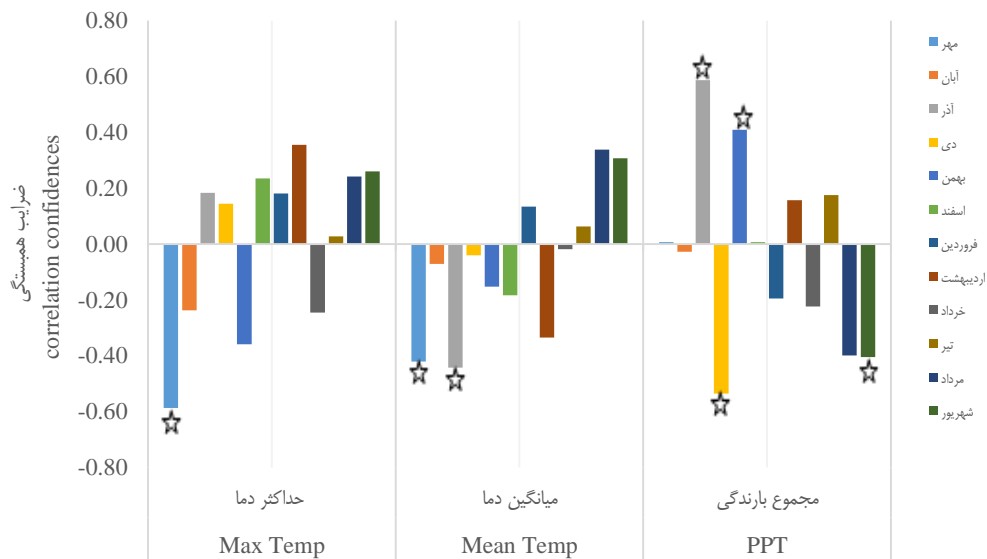 0.80
0.60
0.40
0.20
0.00
-0.20
-0.40
-0.60
-0.80
ضرایب همبستگی
correlation confidences
حداکثر دما
میانگین دما
مجموع بارندگی
Max Temp
Mean Temp
PPT
مهر
آبان
آذر
دی
بهمن
اسفند
فروردین
اردیبهشت
خرداد
تیر
مرداد
شهریور